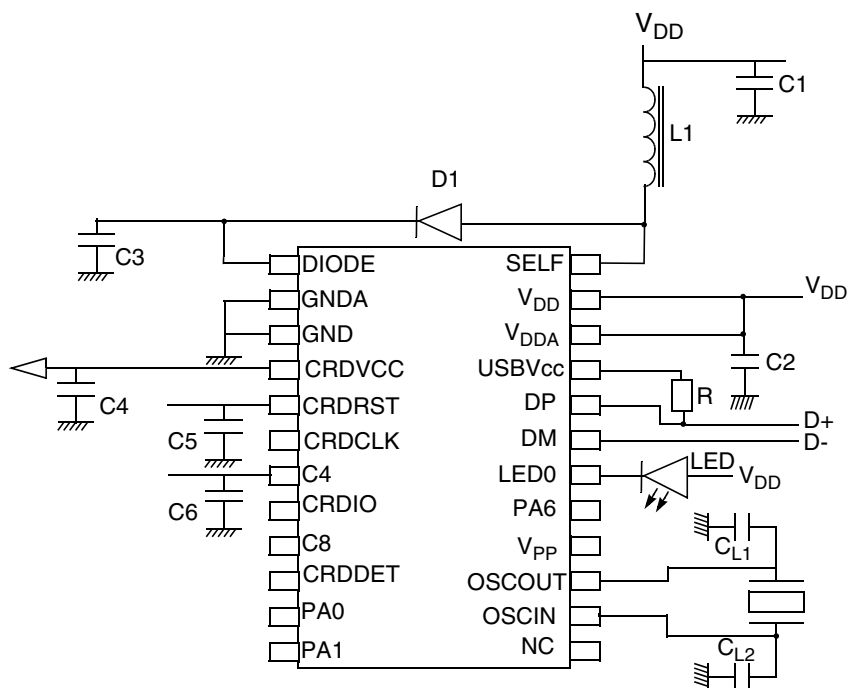 VDD
C1
L1
D1
C3
DIODE
SELF
GNDA
VDD
VDD
GND
VDDA
CRDVCC
USBVcc
C2
C4
R
CRDRST
DP
D+
C5
CRDCLK
DM
D-
C4
LED0
LED
VDD
C6
CRDIO
PA6
C8
VPP
CL1
CRDDET
OSCOUT
PA0
OSCIN
PA1
NC
CL2